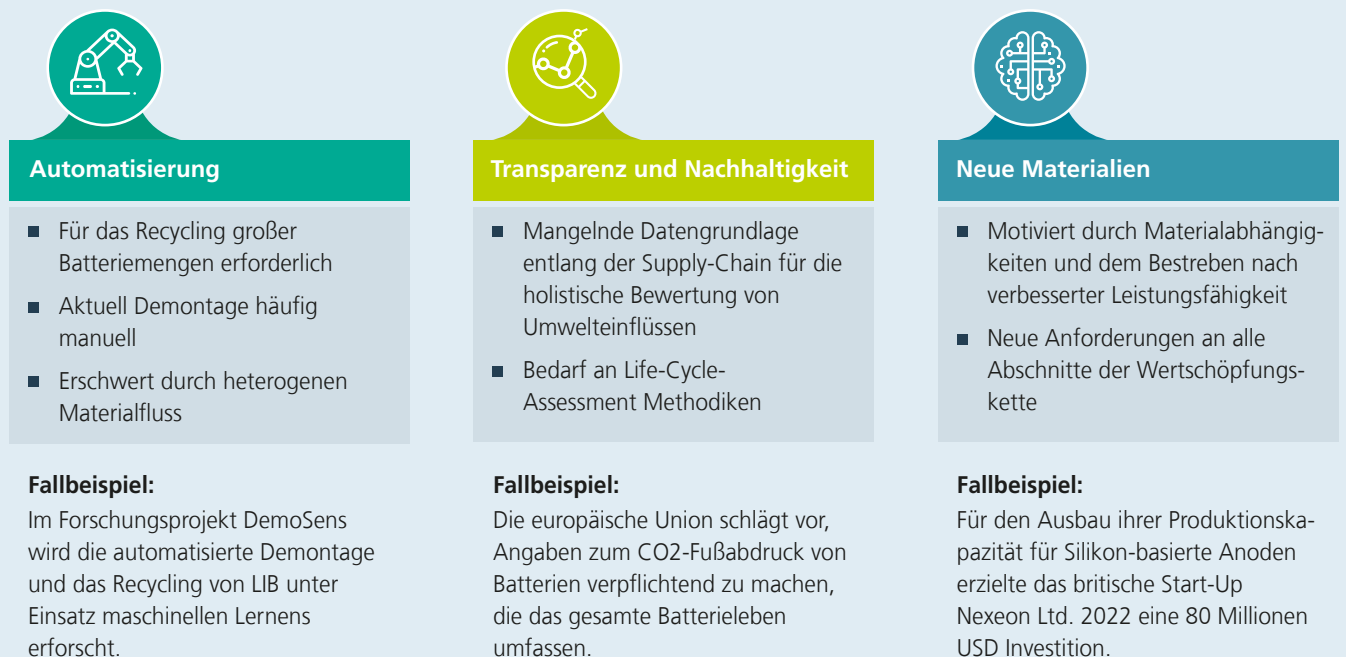 Automatisierung
Für das Recycling großer
Batteriemengen erforderlich
Aktuell Demontage häufig
manuell
Erschwert durch heterogenen
Materialfluss
Fallbeispiel:
Im Forschungsprojekt DemoSens
wird die automatisierte Demontage
und das Recycling von LIB unter
Einsatz maschinellen Lernens
erforscht.
Transparenz und Nachhaltigkeit
Mangelnde Datengrundlage
entlang der Supply-Chain für die
holistische Bewertung von
Umwelteinflüssen
Bedarf an Life-Cycle-
Assessment Methodiken
Fallbeispiel:
Die europäische Union schlägt vor,
Angaben zum CO2-Fußabdruck von
Batterien verpflichtend zu machen,
die das gesamte Batterieleben
umfassen.
Neue Materialien
Motiviert durch Materialabhängig-
keiten und dem Bestreben nach
verbesserter Leistungsfähigkeit
Neue Anforderungen an alle
Abschnitte der Wertschöpfungs-
kette
Fallbeispiel:
Für den Ausbau ihrer Produktionska-
pazität für Silikon-basierte Anoden
erzielte das britische Start-Up
Nexeon Ltd. 2022 eine 80 Millionen
USD Investition.